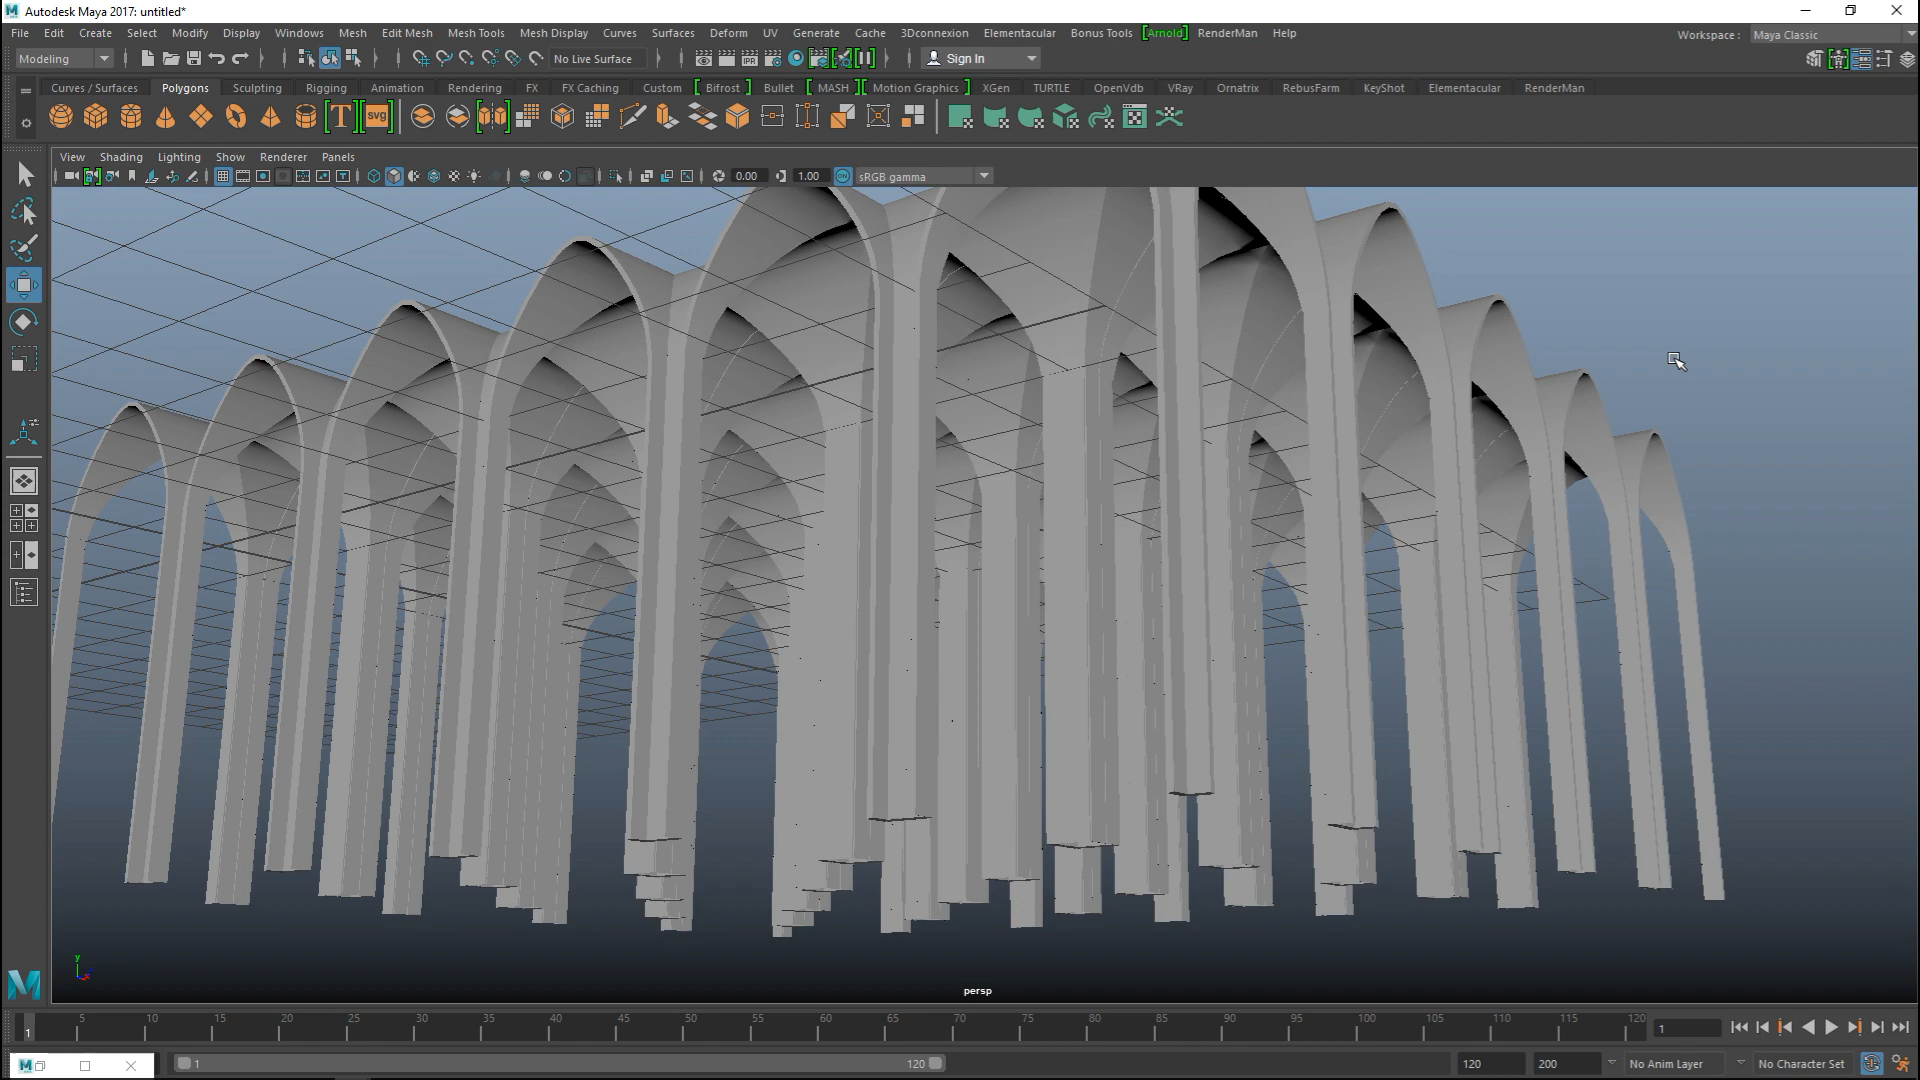 Autodesk Maya 2017: untitled*
File Edit Create Select Modify Display Windows Mesh Edit Mesh Mesh Tools Mesh Display Curves Surfaces Deform UV Generate Cache 3Dconnexion Elementacular Bonus Tools [Arnold] RenderMan Help
Workspace : Maya Classic
Modeling No Live Surface IPR Sign In
Curves / Surfaces Polygons Sculpting Rigging Animation Rendering FX FX Caching Custom [ Bifrost ] Bullet [ MASH ] [ Motion Graphics ] XGen TURTLE OpenVdb VRay Ornatrix RebusFarm KeyShot Elementacular RenderMan
T svg
View Shading Lighting Show Renderer Panels
0.00 1.00 ON sRGB gamma
y
persp
5 10 15 20 25 30 35 40 45 50 55 60 65 70 75 80 85 90 95 100 105 110 115 120
1 1
1 120 120 200 No Anim Layer No Character Set